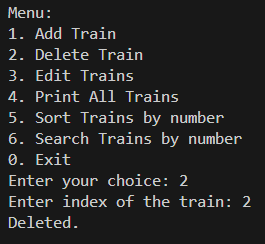 Menu:
1. Add Train
2. Delete Train
3. Edit Trains
4. Print All Trains
5. Sort Trains by number
6. Search Trains by number
0. Exit
Enter your choice: 2
Enter index of the train: 2
Deleted.